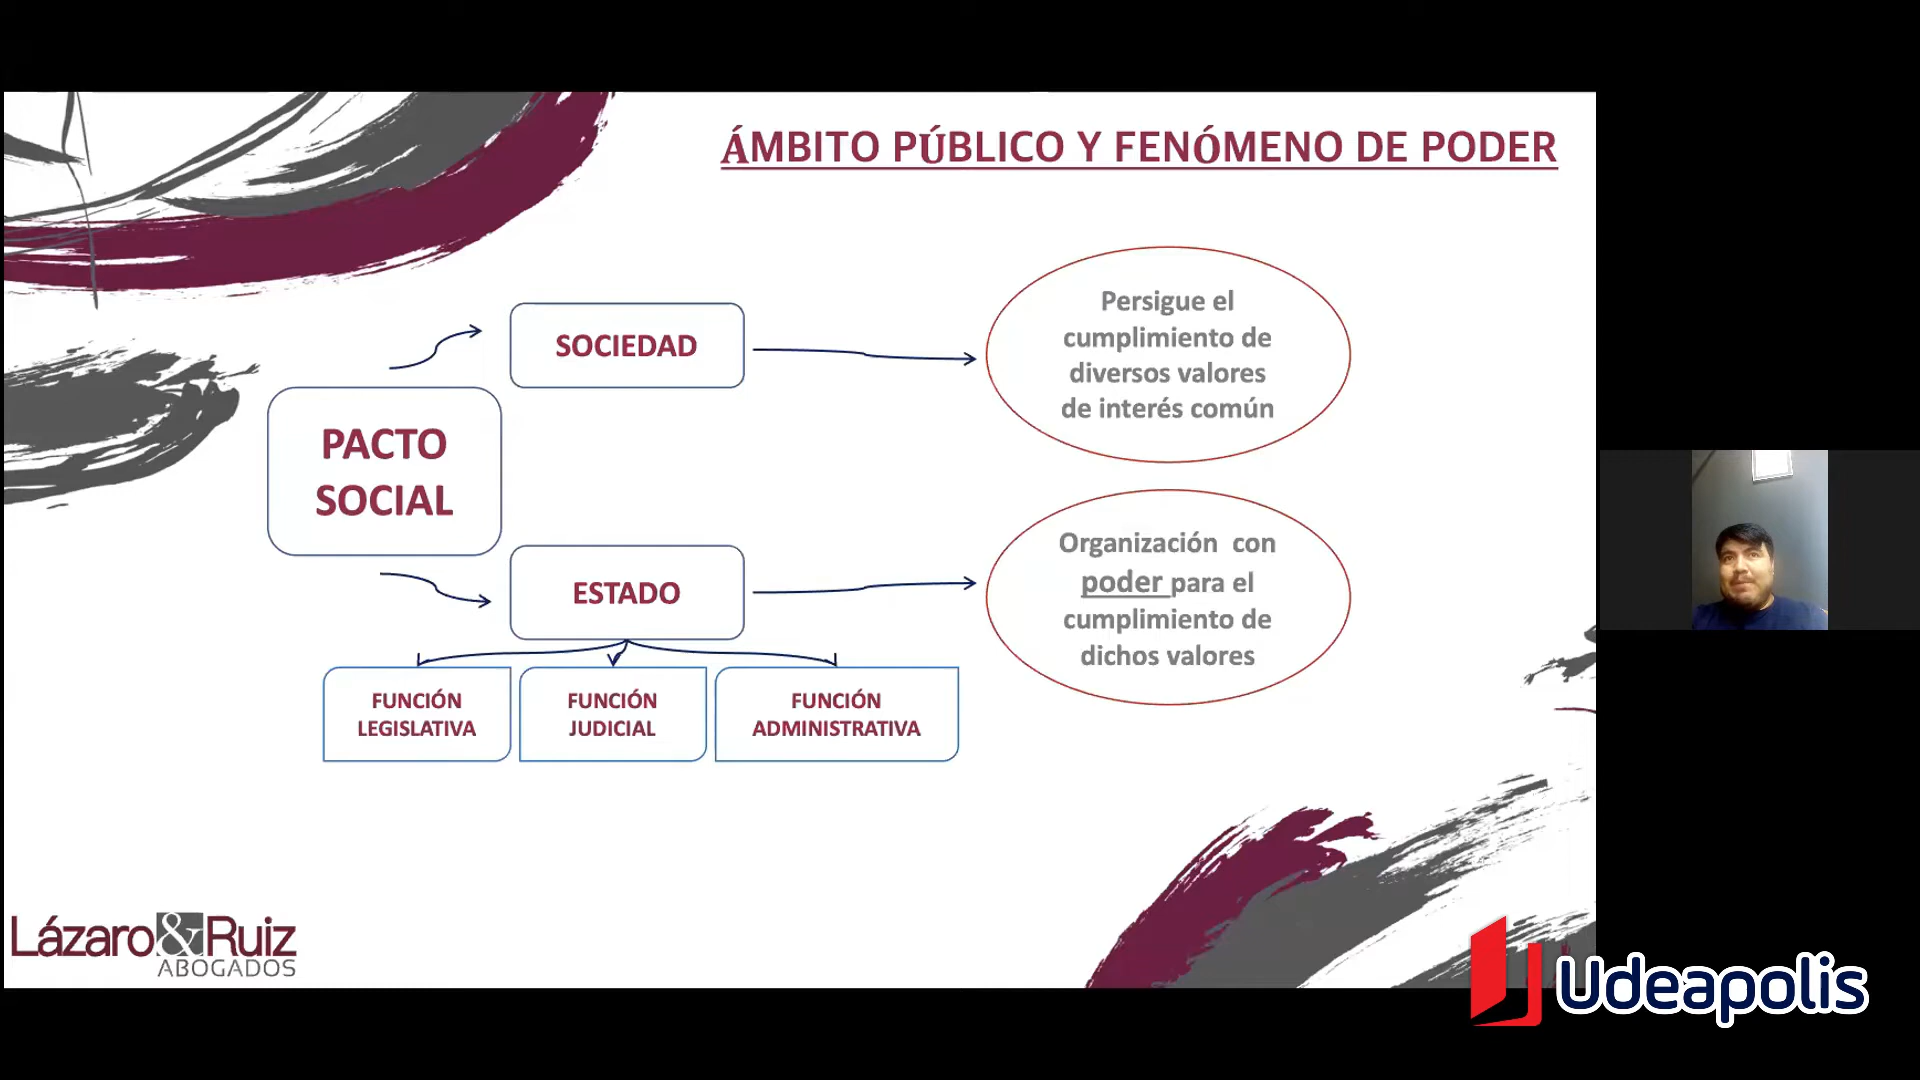 ÁMBITO PÚBLICO Y FENÓMENO DE PODER
SOCIEDAD
Persigue el
cumplimiento de
diversos valores
de interés común
PACTO
SOCIAL
ESTADO
Organización con
poder para el
cumplimiento de
dichos valores
FUNCIÓN
LEGISLATIVA
FUNCIÓN
JUDICIAL
FUNCIÓN
ADMINISTRATIVA
Lázaro&Ruiz
ABOGADOS
Udeapolis